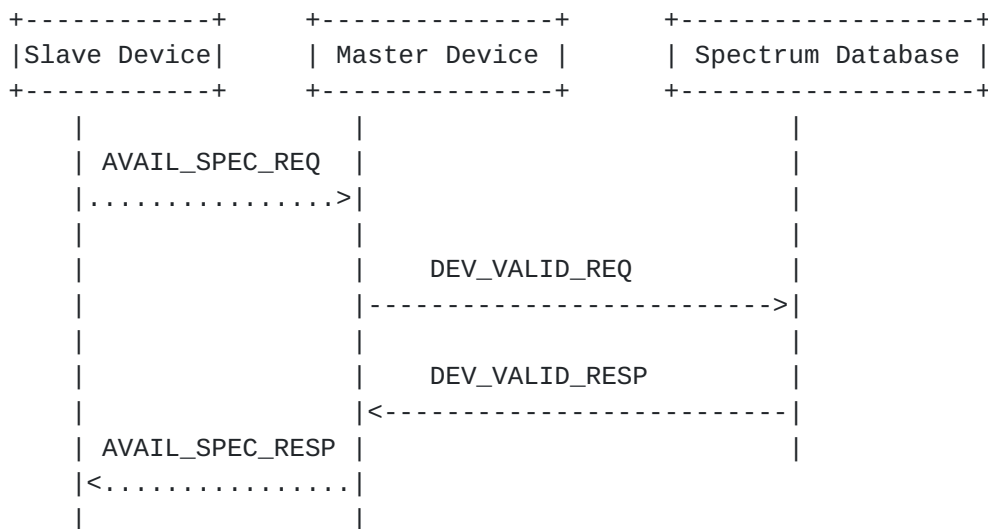 Slave Device Master Device Spectrum Database
AVAIL_SPEC_REQ
DEV_VALID_REQ
DEV_VALID_RESP
AVAIL_SPEC_RESP